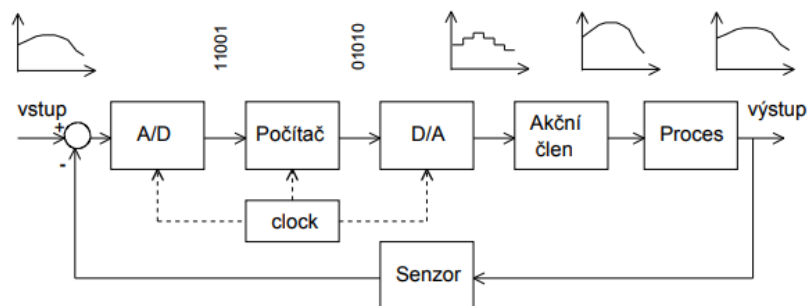 11001
01010
vstup
výstup
+
-
A/D
Počítač
D/A
Akční
člen
Proces
clock
Senzor